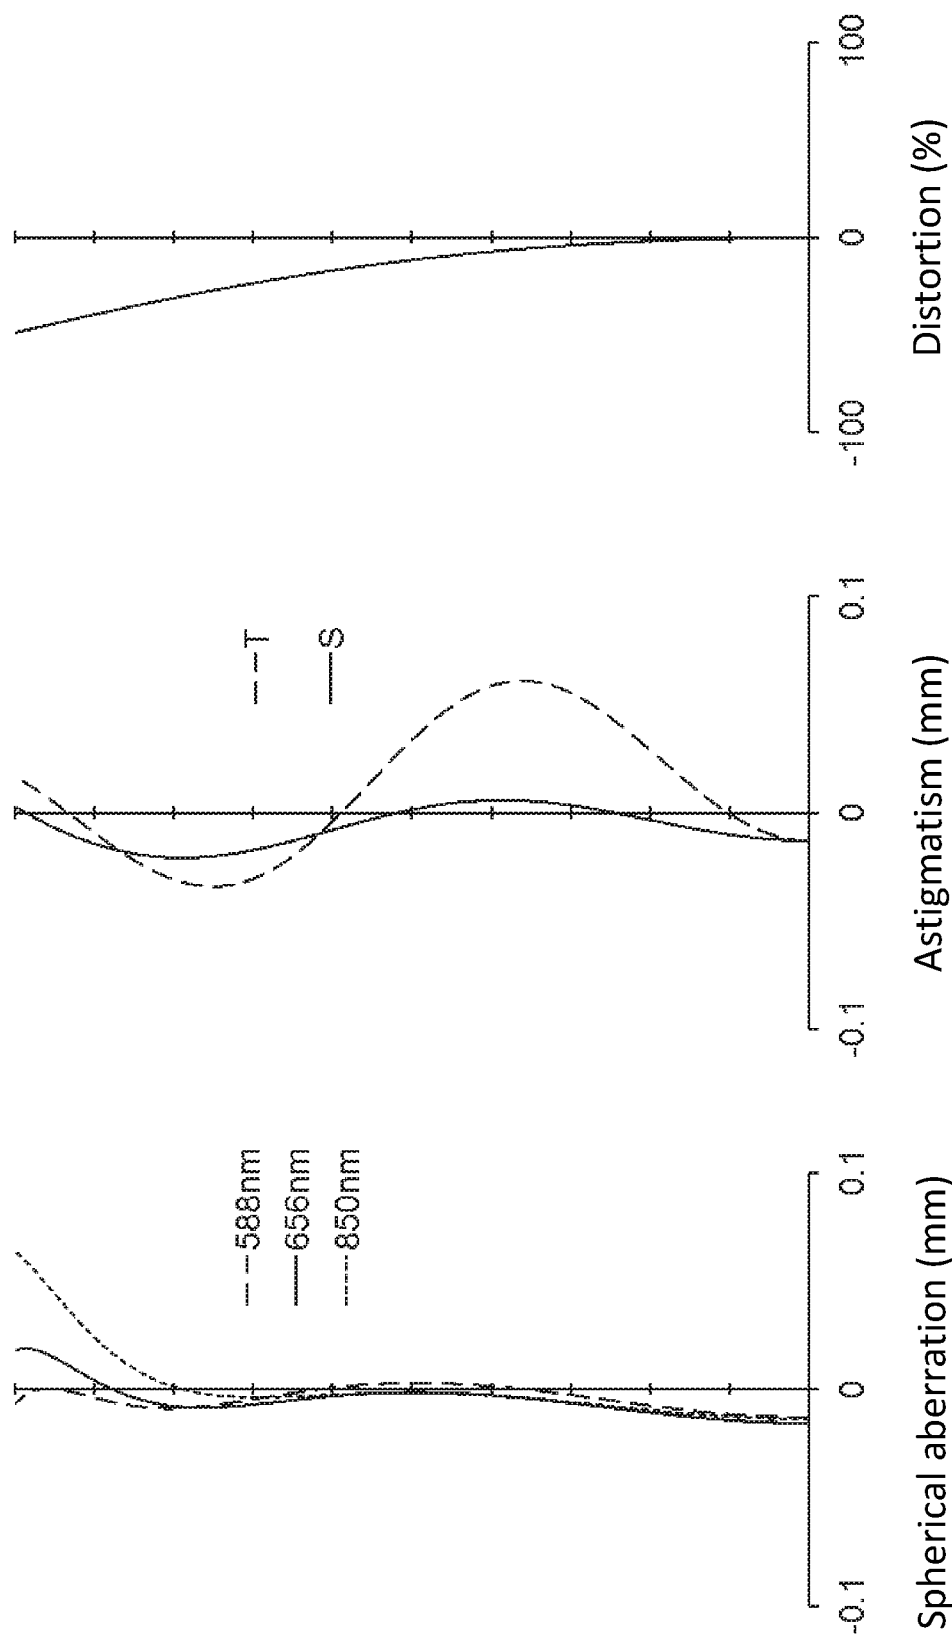 588nm
656nm
850nm
-0.1
0
0.1
Spherical aberration (mm)
T
S
-0.1
0
0.1
Astigmatism (mm)
-100
0
100
Distortion (%)